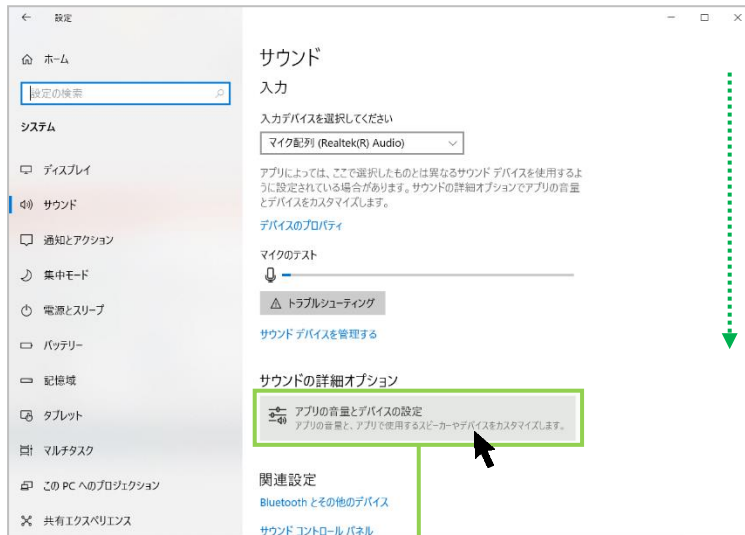 設定
ホーム
設定の検索
システム
ディスプレイ
サウンド
通知とアクション
集中モード
電源とスリープ
バッテリー
記憶域
タブレット
マルチタスク
この PC へのプロジェクション
共有エクスペリエンス
サウンド
入力
入力デバイスを選択してください
マイク配列 (Realtek(R) Audio)
アプリによっては、ここで選択したものとは異なるサウンド デバイスを使用するよ
うに設定されている場合があります。サウンドの詳細オプションでアプリの音量
とデバイスをカスタマイズします。
デバイスのプロパティ
マイクのテスト
トラブルシューティング
サウンド デバイスを管理する
サウンドの詳細オプション
アプリの音量とデバイスの設定
アプリの音量と、アプリで使用するスピーカーやデバイスをカスタマイズします。
関連設定
Bluetooth とその他のデバイス
サウンド コントロール パネル